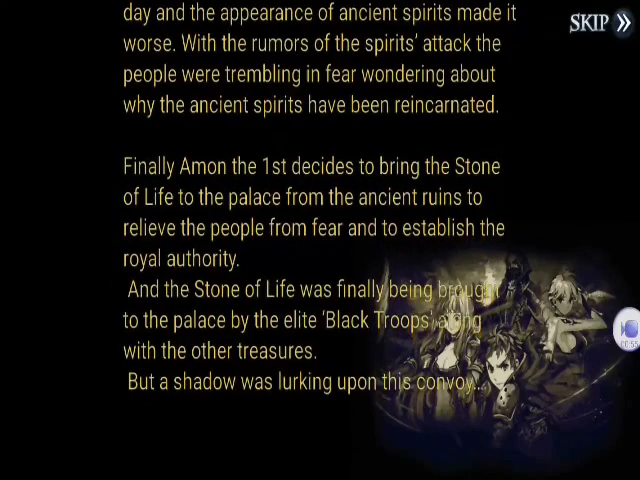 day and the appearance of ancient spirits made it
SKIP
worse. With the rumors of the spirits' attack the
people were trembling in fear wondering about
why the ancient spirits have been reincarnated.
Finally Amon the 1st decides to bring the Stone
of Life to the palace from the ancient ruins to
relieve the people from fear and to establish the
royal authority.
And the Stone of Life was finally being brought
to the palace by the elite 'Black Troops' along
with the other treasures.
But a shadow was lurking upon this convoy...